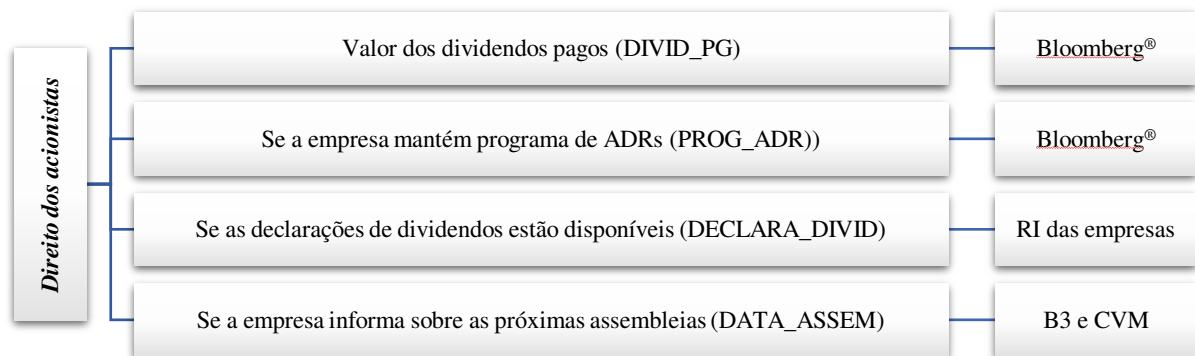 Direito dos acionistas
Valor dos dividendos pagos (DIVID_PG)
Bloomberg®
Se a empresa mantém programa de ADRs (PROG_ADR))
Bloomberg®
Se as declarações de dividendos estão disponíveis (DECLARA_DIVID)
RI das empresas
Se a empresa informa sobre as próximas assembleias (DATA_ASSEM)
B3 e CVM